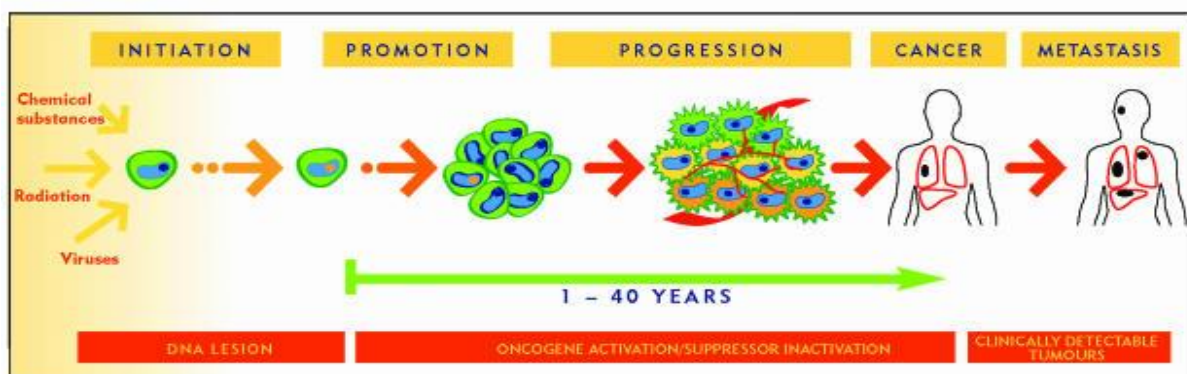 INITIATION
PROMOTION
PROGRESSION
CANCER
METASTASIS
Chemical
substances
Radiation
Viruses
1 – 40 YEARS
DNA LESION
ONCOGENE ACTIVATION/SUPPRESSOR INACTIVATION
CLINICALLY DETECTABLE
TUMOURS